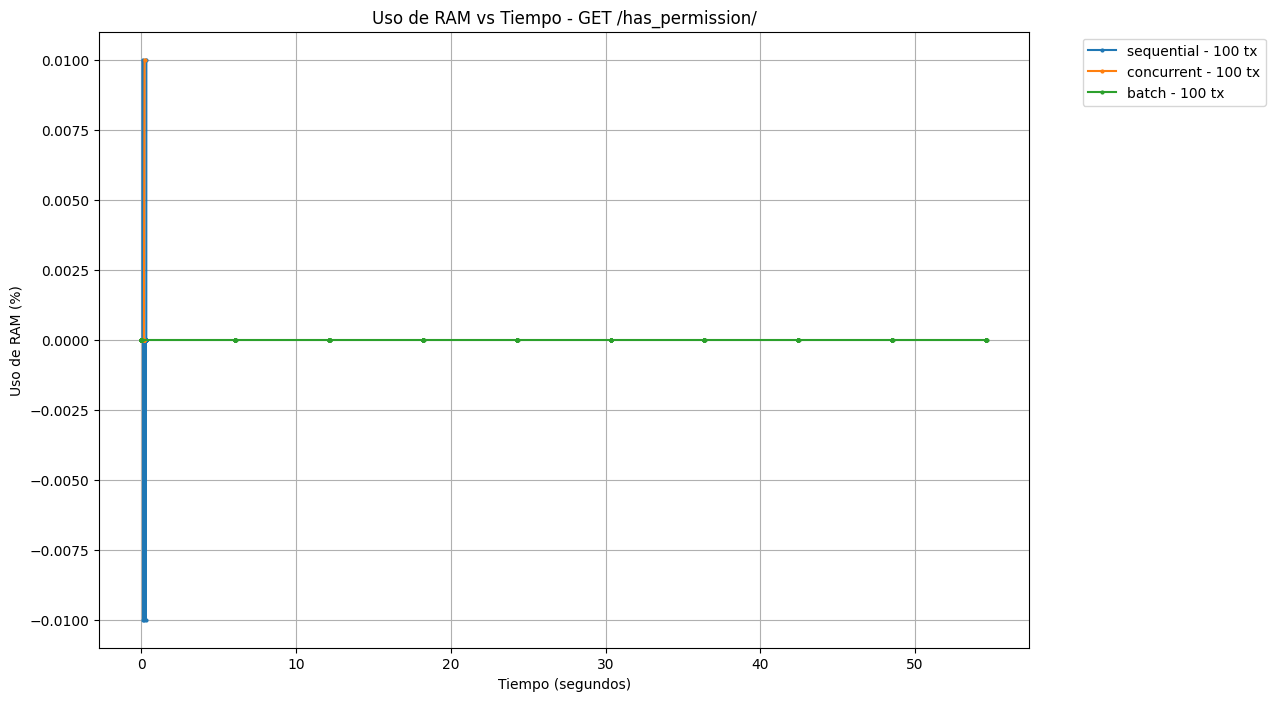 Uso de RAM vs Tiempo - GET /has_permission/
sequential - 100 tx
concurrent - 100 tx
batch - 100 tx
Uso de RAM (%)
0.0100
0.0075
0.0050
0.0025
0.0000
−0.0025
−0.0050
−0.0075
−0.0100
0 10 20 30 40 50
Tiempo (segundos)